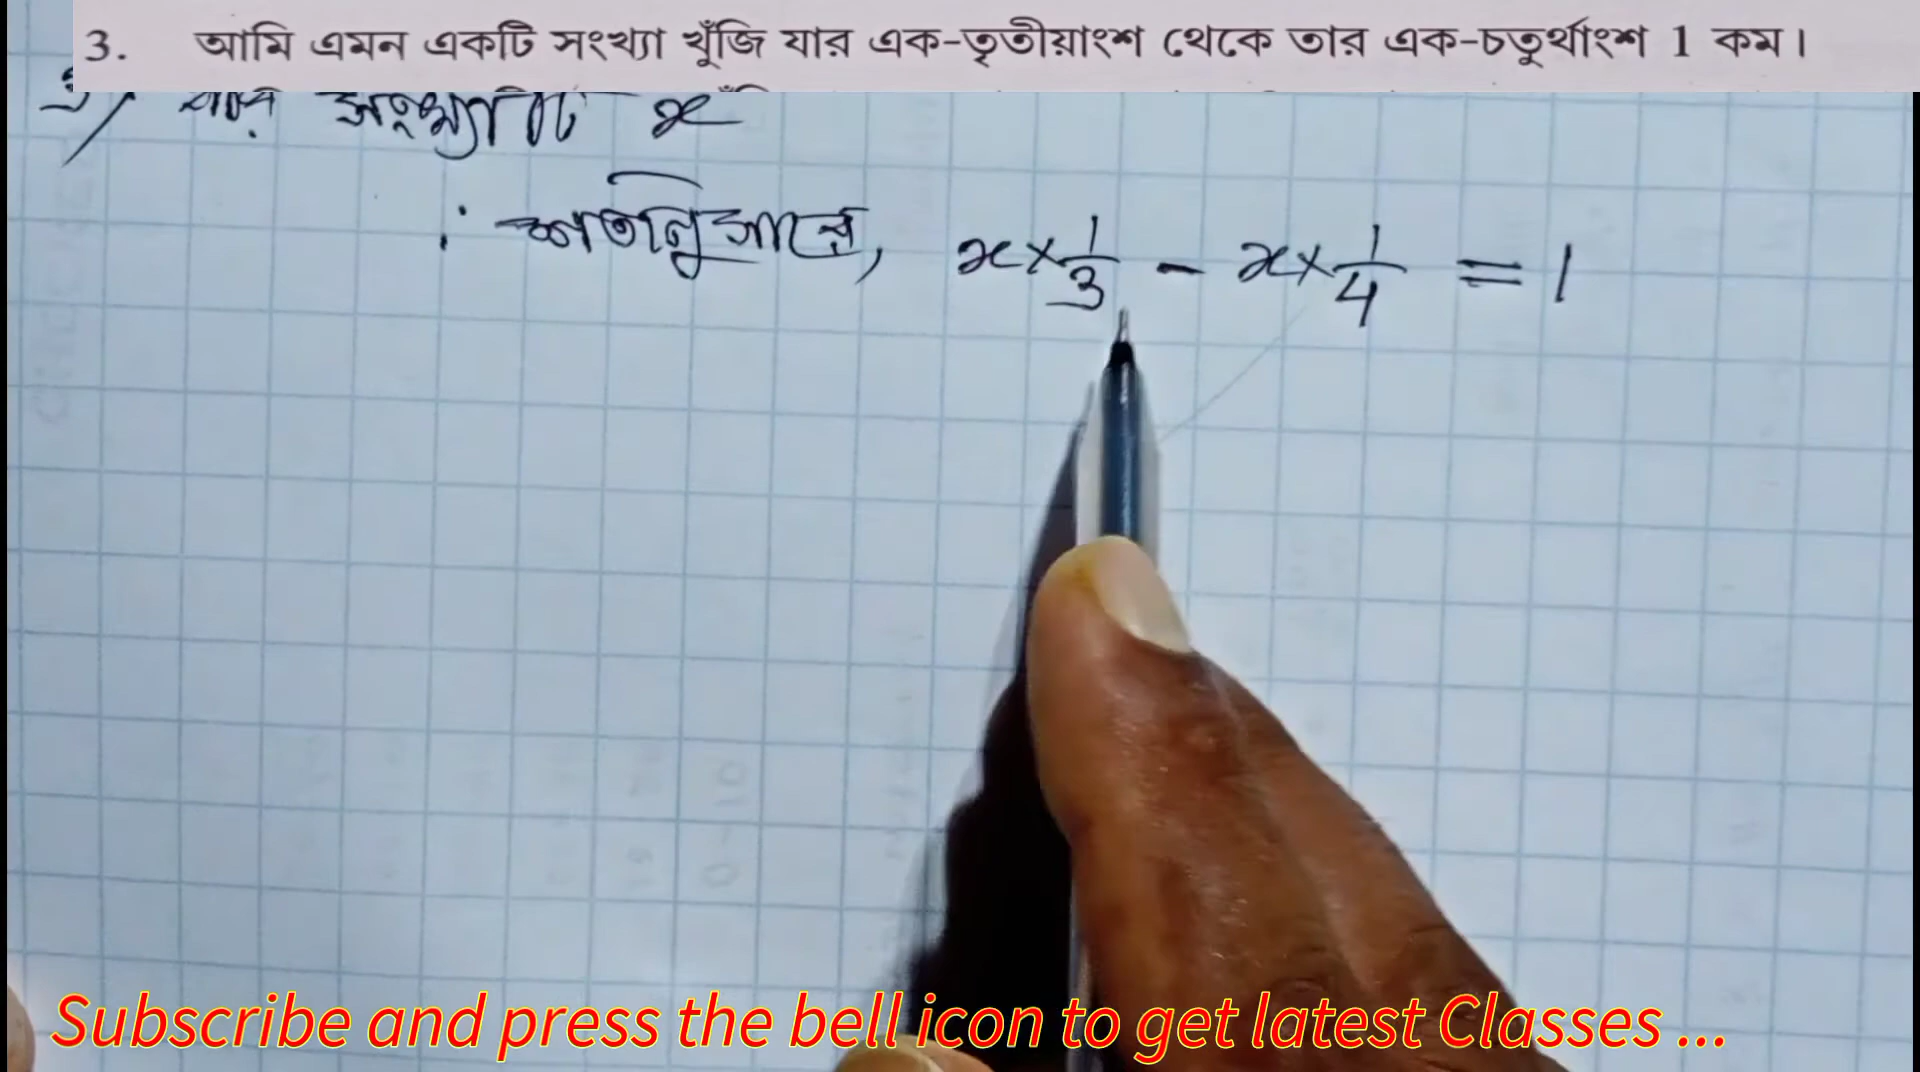 3. আমি এমন একটি সংখ্যা খুঁজি যার এক-তৃতীয়াংশ থেকে তার এক-চতুর্থাংশ 1 কম।
3) ধরি সংখ্যাটি x
: শর্তানুসারে, x × 1/3 - x × 1/4 = 1
Subscribe and press the bell icon to get latest Classes ...